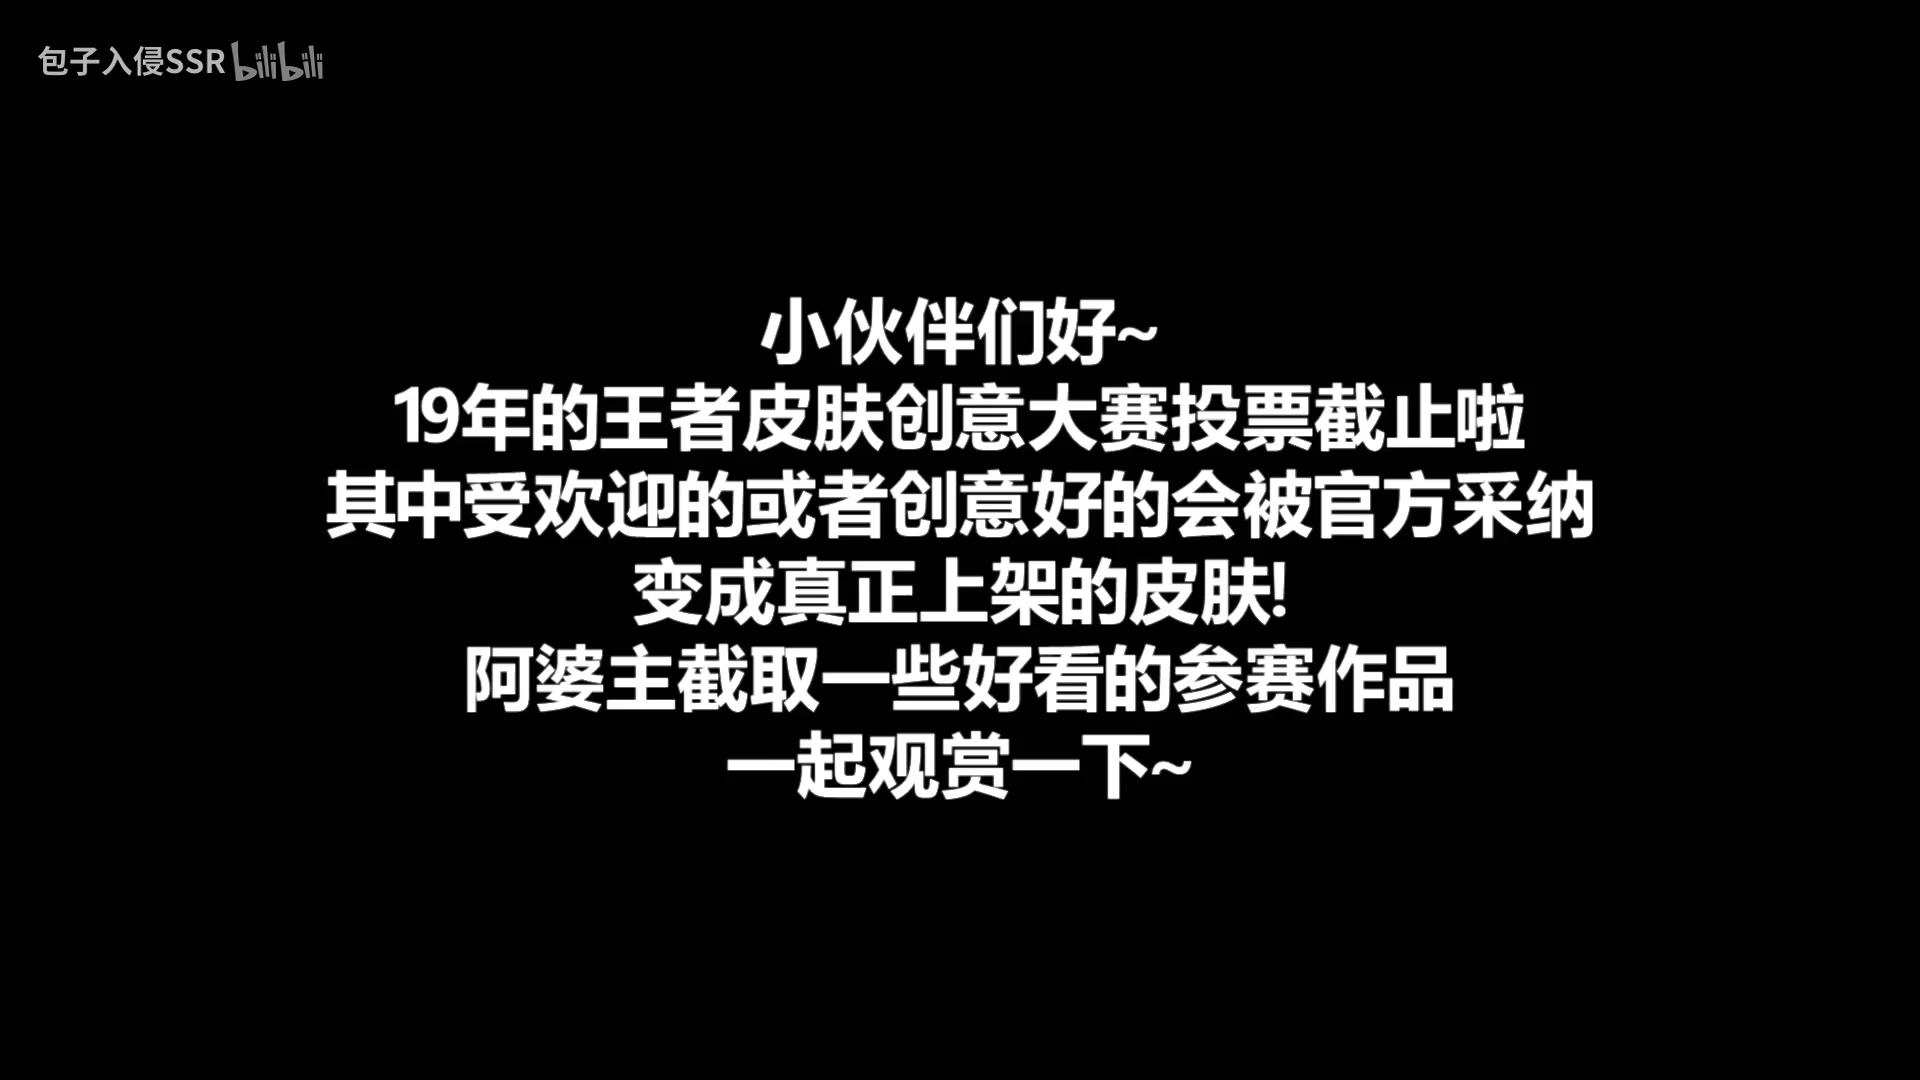 包子入侵SSR bilibili
小伙伴们好~
19年的王者皮肤创意大赛投票截止啦
其中受欢迎的或者创意好的会被官方采纳
变成真正上架的皮肤!
阿婆主截取一些好看的参赛作品
一起观赏一下~